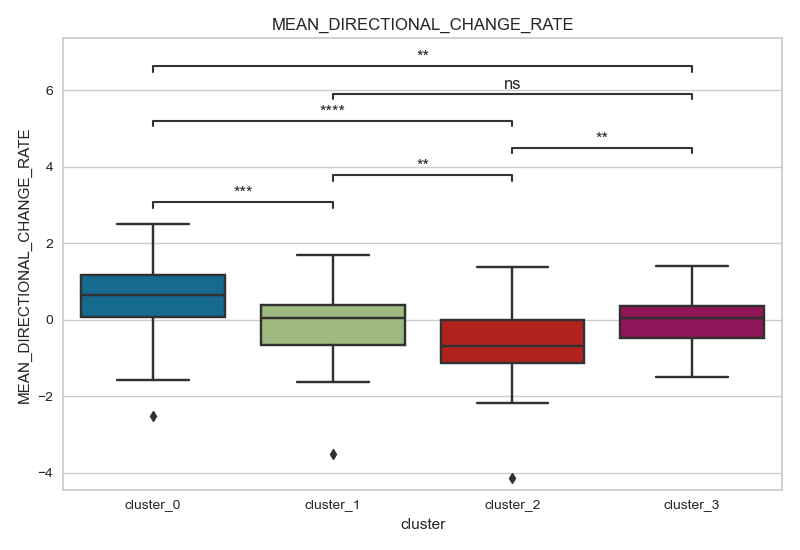 MEAN_DIRECTIONAL_CHANGE_RATE
**
ns
****
**
**
***
MEAN_DIRECTIONAL_CHANGE_RATE
6
4
2
0
−2
−4
cluster_0 cluster_1 cluster_2 cluster_3
cluster